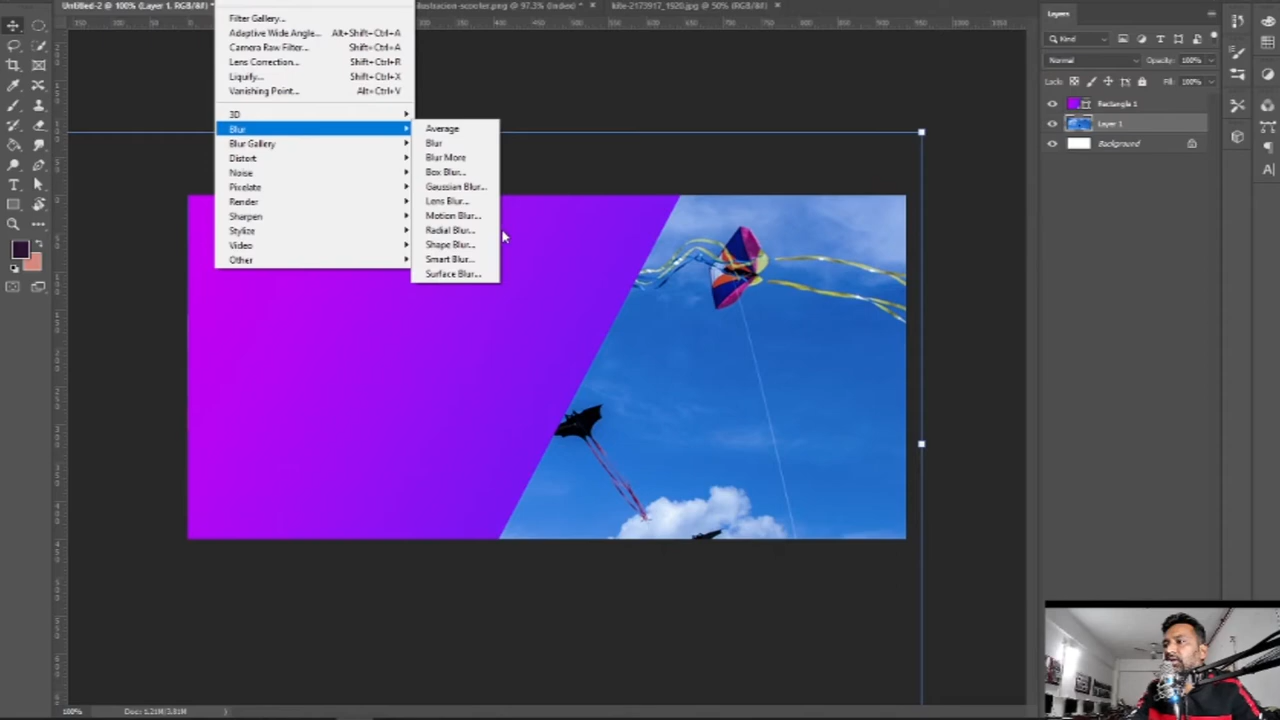 Untitled-2 @ 100% (Layer 1, RGB/8#) *
ilustracion-scooter.png @ 97.3% (Index) *
kite-2173917_1920.jpg @ 50% (RGB/8#)
Filter Gallery...
Adaptive Wide Angle... Alt+Shift+Ctrl+A
Camera Raw Filter... Shift+Ctrl+A
Lens Correction... Shift+Ctrl+R
Liquify... Shift+Ctrl+X
Vanishing Point... Alt+Ctrl+V
3D
Blur
Blur Gallery
Distort
Noise
Pixelate
Render
Sharpen
Stylize
Video
Other
Average
Blur
Blur More
Box Blur...
Gaussian Blur...
Lens Blur...
Motion Blur...
Radial Blur...
Shape Blur...
Smart Blur...
Surface Blur...
Layers
Kind
Normal Opacity: 100%
Lock: Fill: 100%
Rectangle 1
Layer 1
Background
100% Doc: 1.21M/3.81M